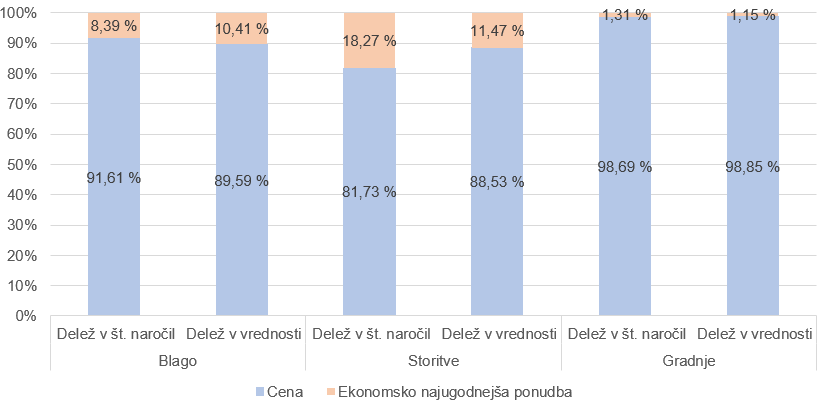 100%
90%
80%
70%
60%
50%
40%
30%
20%
10%
0%
8,39 % 10,41 % 18,27 % 11,47 % 1,31 % 1,15 %
91,61 % 89,59 % 81,73 % 88,53 % 98,69 % 98,85 %
Delež v št. naročil Delež v vrednosti Delež v št. naročil Delež v vrednosti Delež v št. naročil Delež v vrednosti
Blago Storitve Gradnje
Cena Ekonomsko najugodnejša ponudba